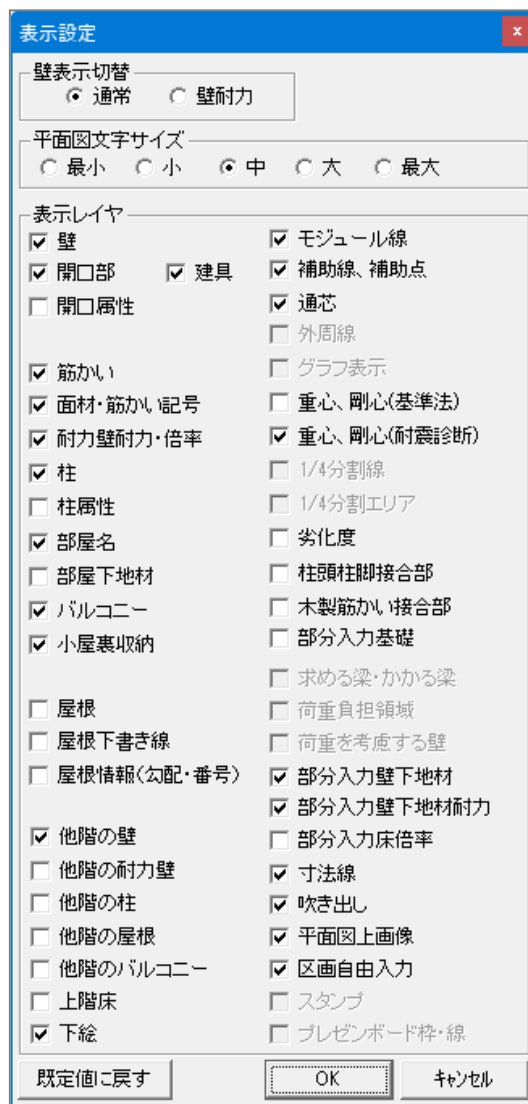 表示設定
x
壁表示切替
通常 壁耐力
平面図文字サイズ
最小 小 中 大 最大
表示レイヤ
壁
開口部 建具
開口属性
筋かい
面材・筋かい記号
耐力壁耐力・倍率
柱
柱属性
部屋名
部屋下地材
バルコニー
小屋裏収納
屋根
屋根下書き線
屋根情報(勾配・番号)
他階の壁
他階の耐力壁
他階の柱
他階の屋根
他階のバルコニー
上階床
下絵
モジュール線
補助線、補助点
通芯
外周線
グラフ表示
重心、剛心(基準法)
重心、剛心(耐震診断)
1/4分割線
1/4分割エリア
劣化度
柱頭柱脚接合部
木製筋かい接合部
部分入力基礎
求める梁・かかる梁
荷重負担領域
荷重を考慮する壁
部分入力壁下地材
部分入力壁下地材耐力
部分入力床倍率
寸法線
吹き出し
平面図上画像
区画自由入力
スタンプ
プレゼンボード枠・線
既定値に戻す OK キャンセル